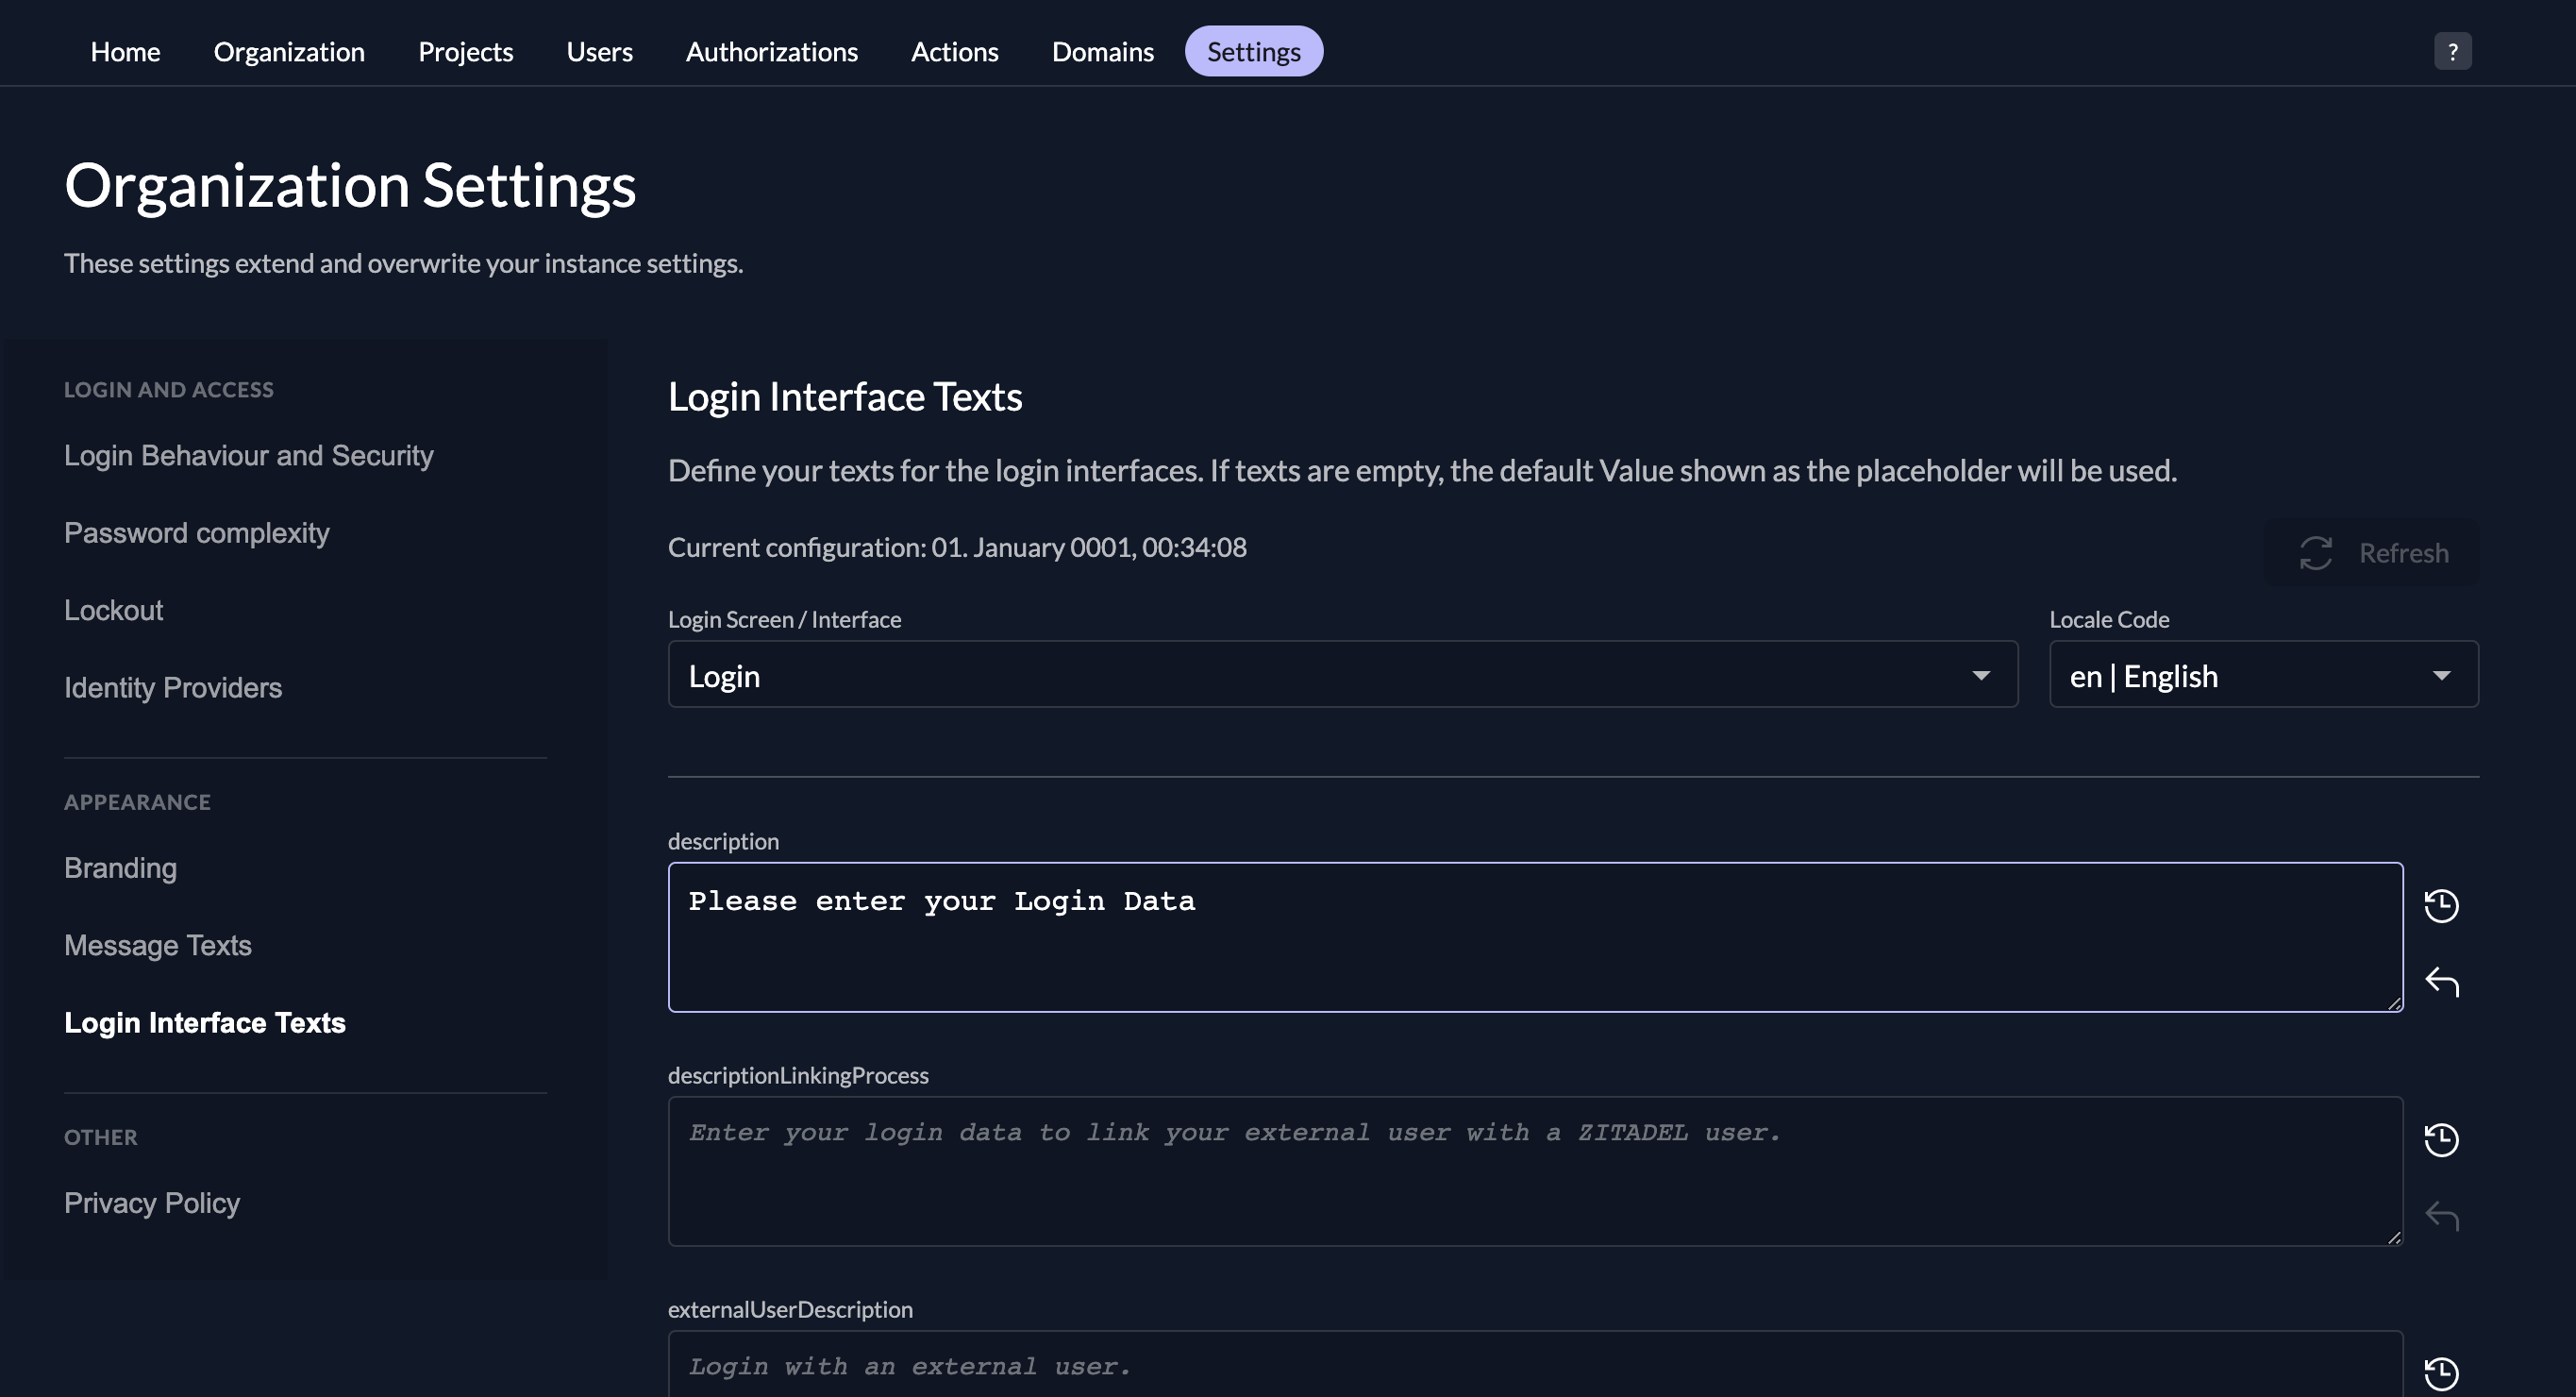 Home Organization Projects Users Authorizations Actions Domains Settings ?
Organization Settings
These settings extend and overwrite your instance settings.
LOGIN AND ACCESS
Login Behaviour and Security
Password complexity
Lockout
Identity Providers
APPEARANCE
Branding
Message Texts
Login Interface Texts
OTHER
Privacy Policy
Login Interface Texts
Define your texts for the login interfaces. If texts are empty, the default Value shown as the placeholder will be used.
Current configuration: 01. January 0001, 00:34:08
Refresh
Login Screen / Interface
Login
Locale Code
en | English
description
Please enter your Login Data
descriptionLinkingProcess
Enter your login data to link your external user with a ZITADEL user.
externalUserDescription
Login with an external user.